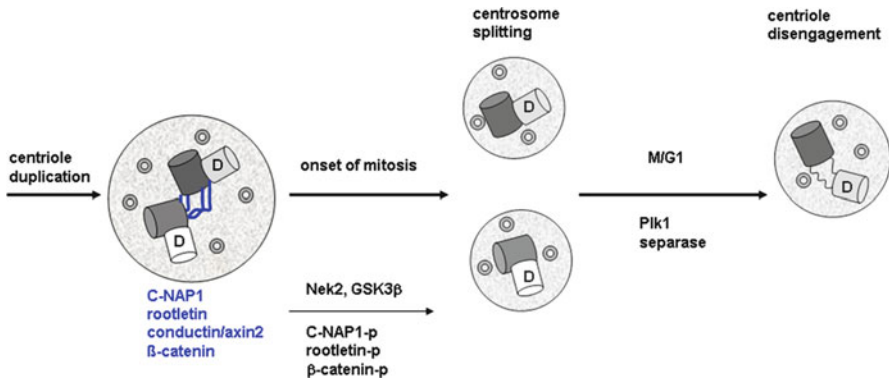 centrosome
splitting
centriole
disengagement
D
centriole
duplication
D
onset of mitosis
M/G1
D
D
Plk1
separase
D
C-NAP1
rootletin
conductin/axin2
ß-catenin
Nek2, GSK3β
C-NAP1-p
rootletin-p
β-catenin-p